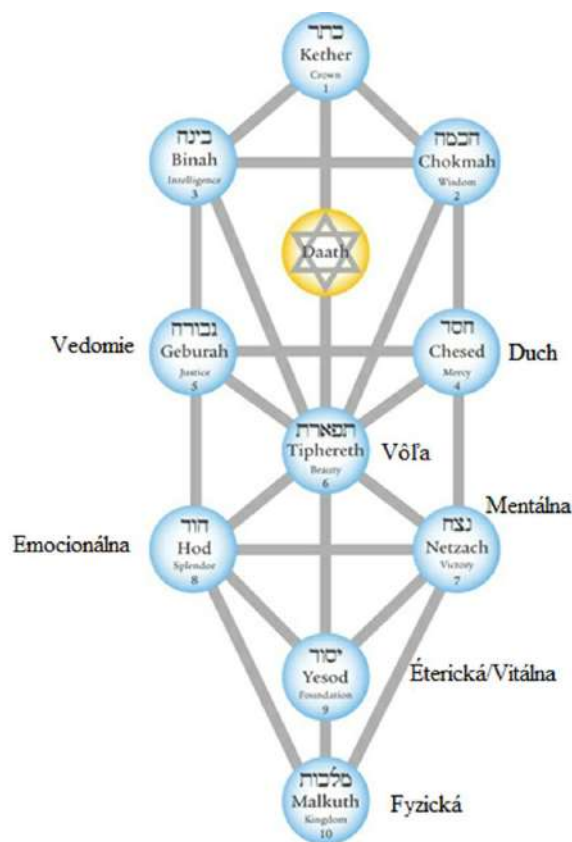 כתר
Kether
Crown
1
בינה
Binah
Intelligence
3
חכמה
Chokmah
Wisdom
2
Daath
Vedomie
גבורה
Geburah
Justice
5
חסד
Chesed
Mercy
4
Duch
תפארת
Tiphereth
Beauty
6
Vôľa
Emocionálna
הוד
Hod
Splendor
8
Mentálna
נצח
Netzach
Victory
7
יסוד
Yesod
Foundation
9
Éterická/Vitálna
מלכות
Malkuth
Kingdom
10
Fyzická